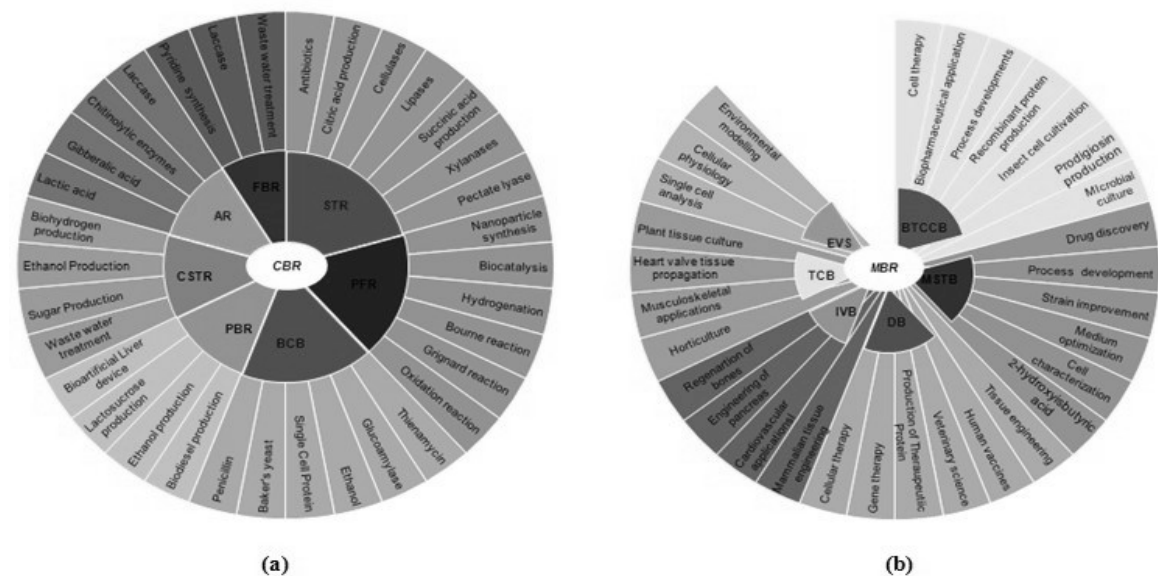 Antibiotics
Citric acid production
Cellulases
Lipases
Succinic acid
production
Xylanases
Pectate lyase
Nanoparticle
synthesis
Biocatalysis
Hydrogenation
Bourne reaction
Grignard reaction
Oxidation reaction
Thienamycin
Glucoamylase
Ethanol
Single Cell Protein
Baker's yeast
Penicillin
Biodiesel production
Ethanol production
Lactosucrose
production
Bioartificial Liver
device
Waste water
treatment
Sugar Production
Ethanol Production
Biohydrogen
production
Lactic acid
Gibberalic acid
Chitinolytic enzymes
Laccase
Pyridine synthesis
Laccase
Waste water treatment
STR
PFR
BCB
PBR
CSTR
AR
FBR
CBR
(a)
Cell therapy
Biopharmaceutical application
Process developments
Recombinant protein
production
Insect cell cultivation
Prodigiosin
production
Microbial
culture
Drug discovery
Process development
Strain improvement
Medium
optimization
Cell
characterization
2-hydroxyisbutyric
acid
Tissue engineering
Human vaccines
Veterinary science
Production of Theraupeutiic
Protein
Gene therapy
Cellular therapy
Mammalian tissue
engineering
Cardiovascular
applications
Engineering of
pancreas
Regenartion of
bones
Horticulture
Musculoskeletal
applications
Heart valve tissue
propagation
Plant tissue culture
Single cell
analysis
Cellular
physiology
Environmental
modelling
BTCCB
MSTB
DB
IVB
TCB
EVS
MBR
(b)